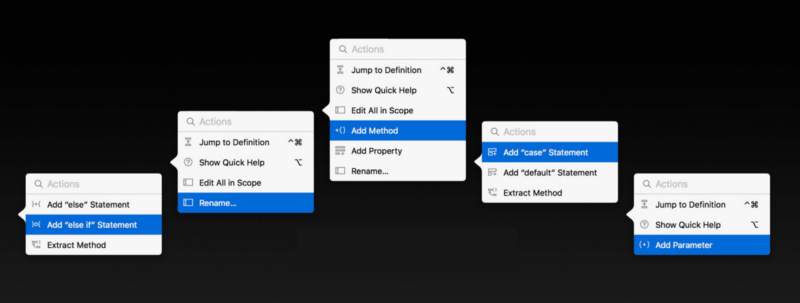 Actions
Add “else” Statement
Add “else if” Statement
Extract Method
Actions
Jump to Definition ^⌘
Show Quick Help ⌥
Edit All in Scope
Rename...
Actions
Jump to Definition ^⌘
Show Quick Help ⌥
Edit All in Scope
Add Method
Add Property
Rename...
Actions
Add “case” Statement
Add “default” Statement
Extract Method
Actions
Jump to Definition ^⌘
Show Quick Help ⌥
Add Parameter